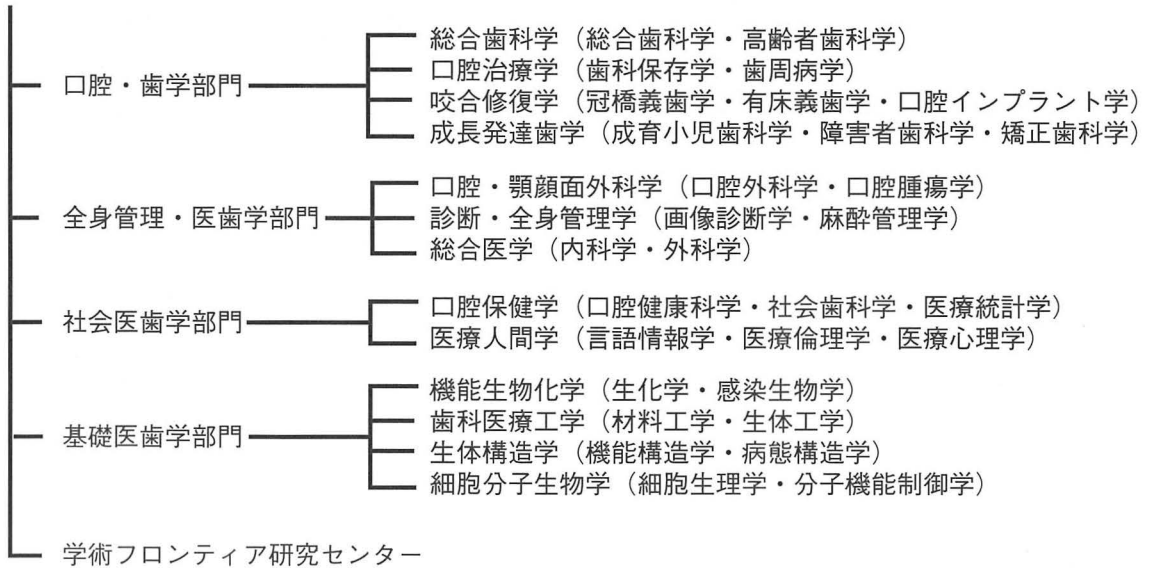 口腔・歯学部門
総合歯科学（総合歯科学・高齢者歯科学）
口腔治療学（歯科保存学・歯周病学）
咬合修復学（冠橋義歯学・有床義歯学・口腔インプラント学）
成長発達歯学（成育小児歯科学・障害者歯科学・矯正歯科学）
全身管理・医歯学部門
口腔・顎顔面外科学（口腔外科学・口腔腫瘍学）
診断・全身管理学（画像診断学・麻酔管理学）
総合医学（内科学・外科学）
社会医歯学部門
口腔保健学（口腔健康科学・社会歯科学・医療統計学）
医療人間学（言語情報学・医療倫理学・医療心理学）
基礎医歯学部門
機能生物化学（生化学・感染生物学）
歯科医療工学（材料工学・生体工学）
生体構造学（機能構造学・病態構造学）
細胞分子生物学（細胞生理学・分子機能制御学）
学術フロンティア研究センター